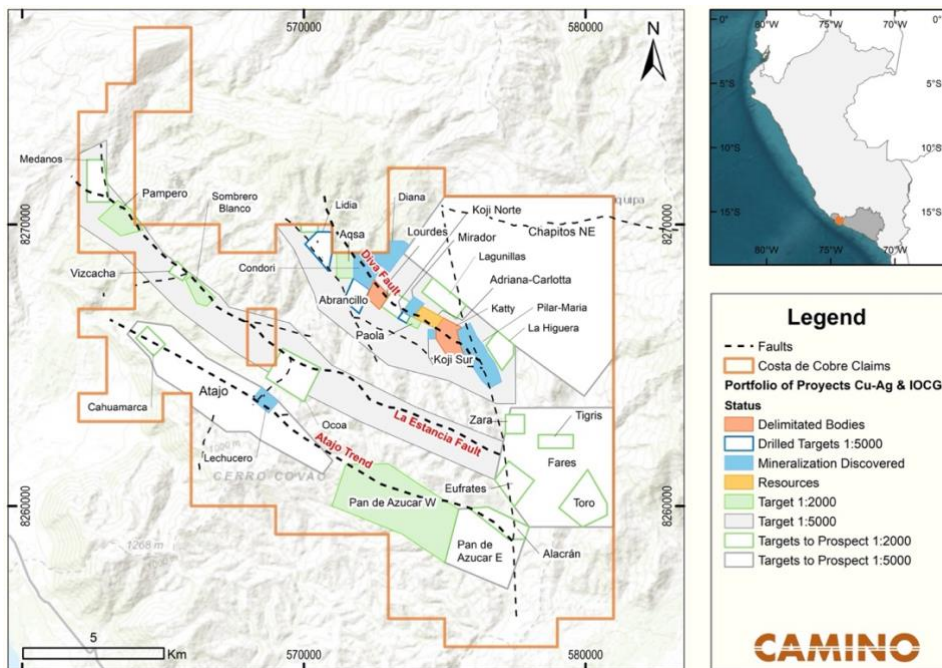 570000
580000
N
Medanos
Pampero
Sombrero
Blanco
Lidia
Diana
Aqsa
Lourdes
Koji Norte
Mirador
Chapitos NE
quipa
8270000
8270000
Lagunillas
Vizcacha
Condori
Diva Fault
Adriana-Carlotta
Abrancillo
Katty
Pilar-Maria
Paola
La Higuera
Koji Sur
Atajo
Cahuamarca
Ocoa
Zara
Tigris
La Estancia Fault
Atajo Trend
Lechucero
Fares
CERRO COVAO
Eufrates
8260000
8260000
Pan de Azucar W
Toro
1268 m
Pan de
Azucar E
Alacrán
5
Km
570000
580000
80°W
75°W
70°W
0°
0°
5°S
5°S
10°S
10°S
15°S
15°S
80°W
75°W
70°W
Legend
Faults
Costa de Cobre Claims
Portfolio of Proyects Cu-Ag & IOCG
Status
Delimitated Bodies
Drilled Targets 1:5000
Mineralization Discovered
Resources
Target 1:2000
Target 1:5000
Targets to Prospect 1:2000
Targets to Prospect 1:5000
CAMINO